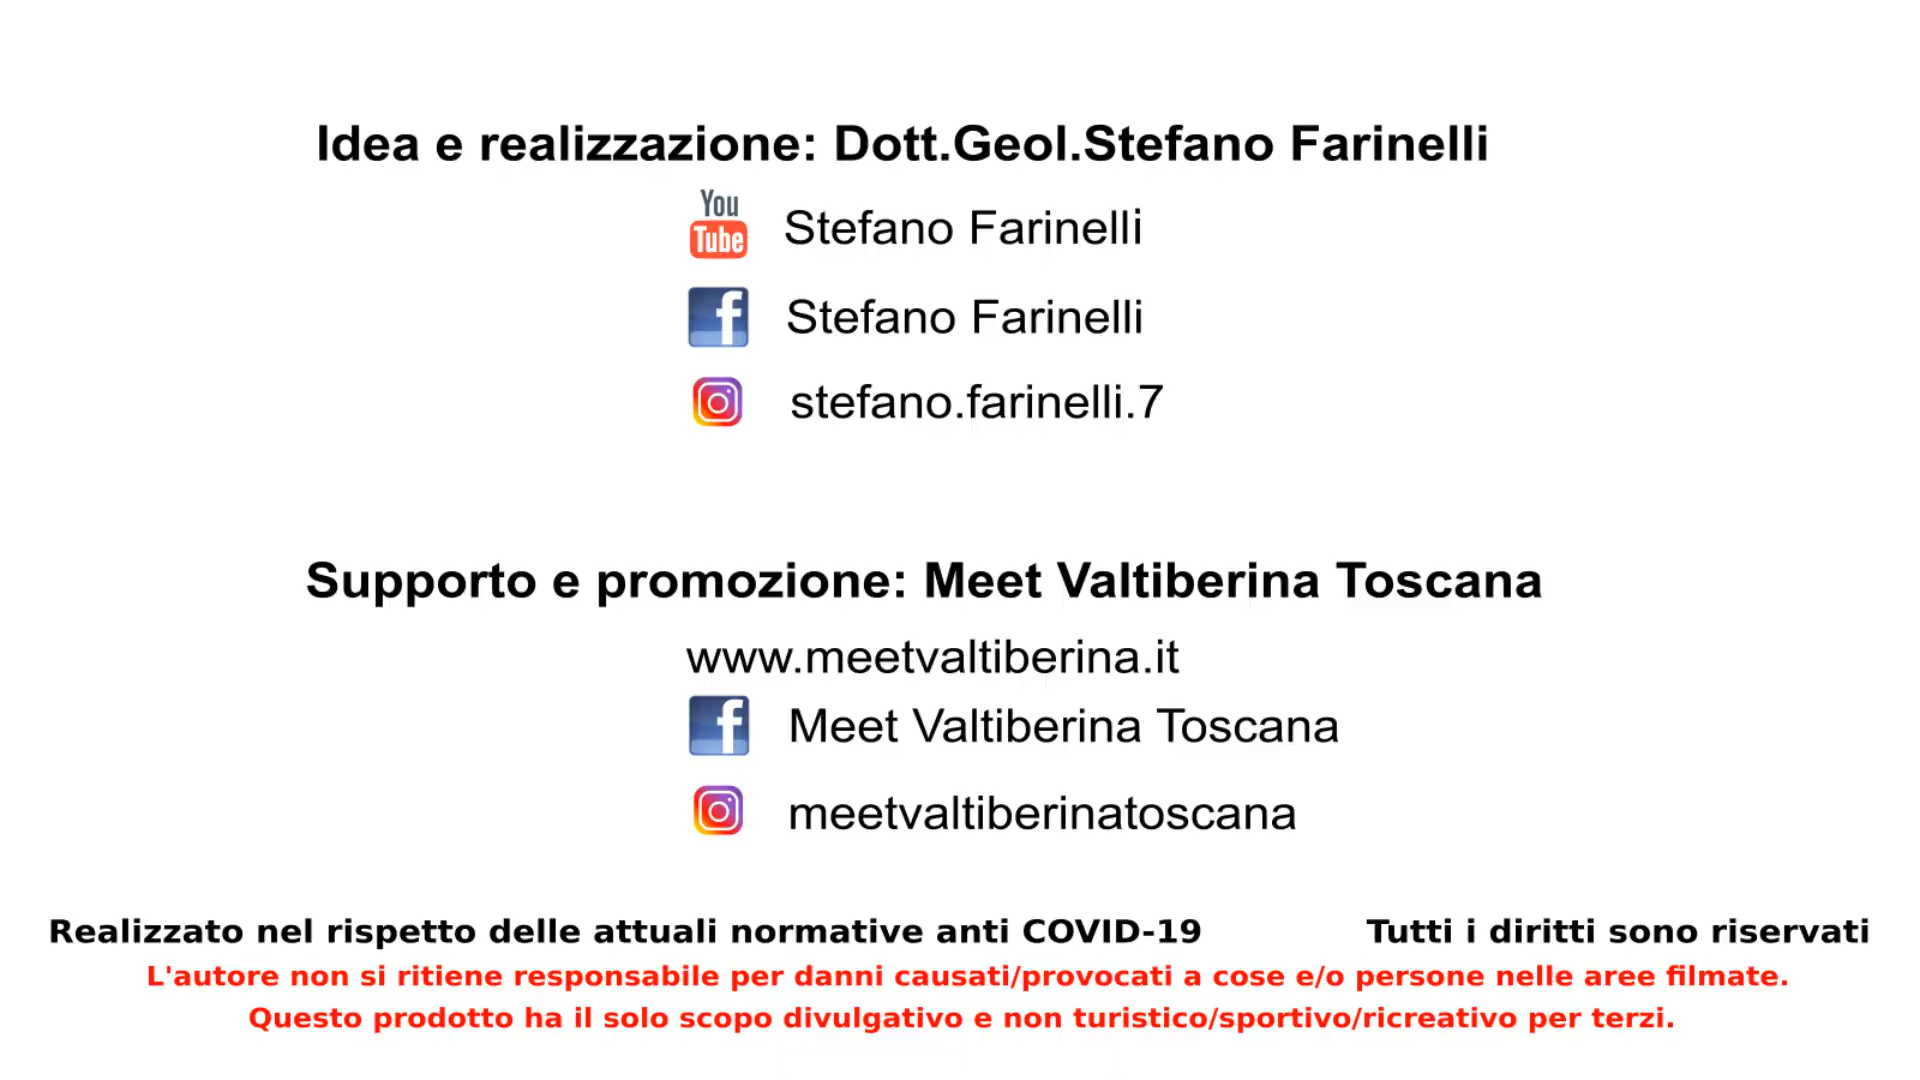 Idea e realizzazione: Dott.Geol.Stefano Farinelli
You
Tube
Stefano Farinelli
f
Stefano Farinelli
stefano.farinelli.7
Supporto e promozione: Meet Valtiberina Toscana
www.meetvaltiberina.it
f
Meet Valtiberina Toscana
meetvaltiberinatoscana
Realizzato nel rispetto delle attuali normative anti COVID-19
Tutti i diritti sono riservati
L'autore non si ritiene responsabile per danni causati/provocati a cose e/o persone nelle aree filmate.
Questo prodotto ha il solo scopo divulgativo e non turistico/sportivo/ricreativo per terzi.